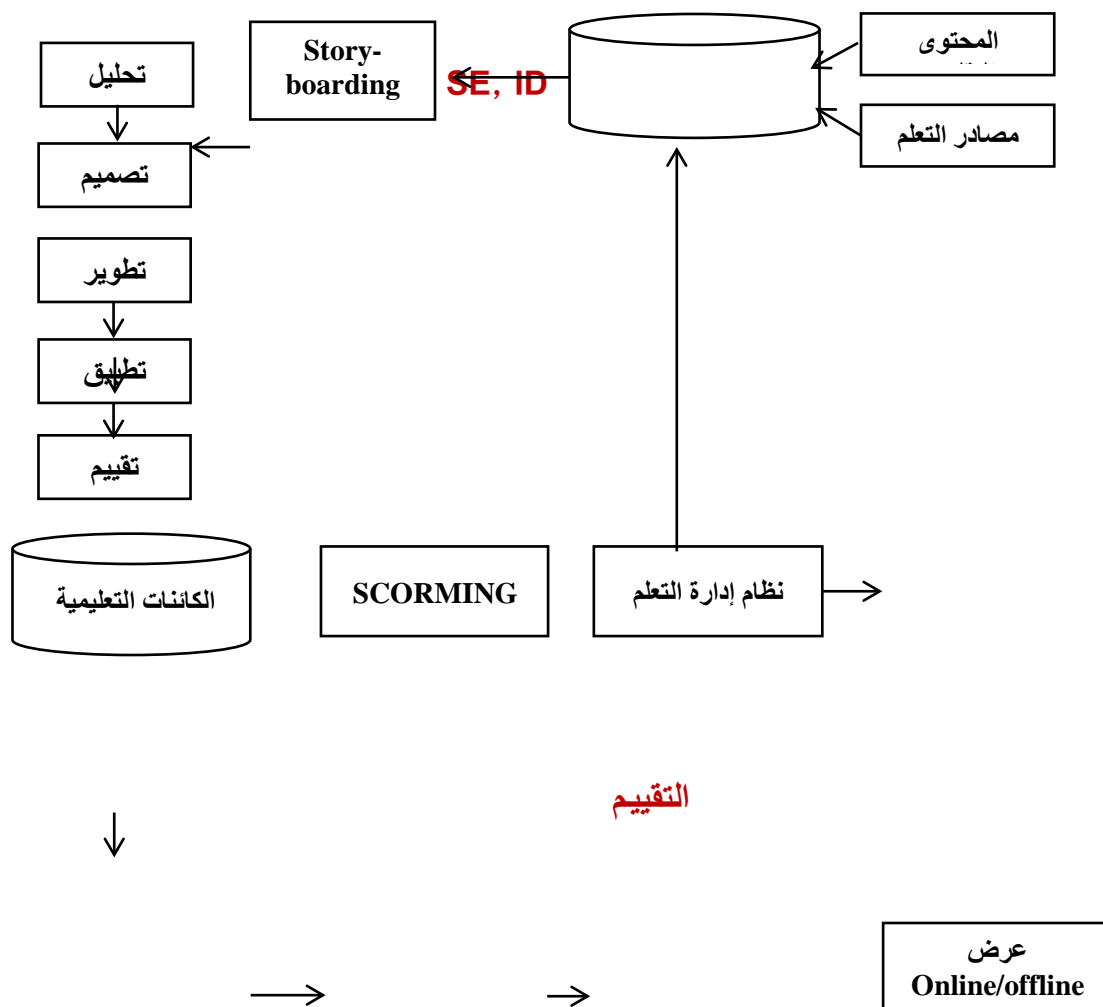 Story-
boarding
SE, ID
المحتوى
مصادر التعلم
تحليل
تصميم
تطوير
تطبيق
تقييم
الكائنات التعليمية
SCORMING
نظام إدارة التعلم
التقييم
عرض
Online/offline